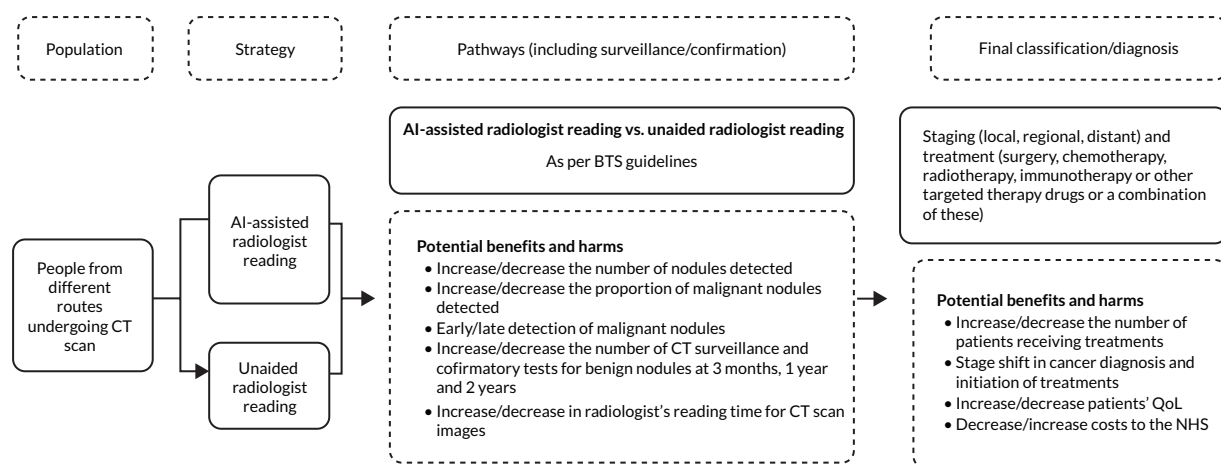 Population
Strategy
Pathways (including surveillance/confirmation)
Final classification/diagnosis
People from
different
routes
undergoing CT
scan
AI-assisted
radiologist
reading
Unaided
radiologist
reading
AI-assisted radiologist reading vs. unaided radiologist reading
As per BTS guidelines
Potential benefits and harms
• Increase/decrease the number of nodules detected
• Increase/decrease the proportion of malignant nodules
detected
• Early/late detection of malignant nodules
• Increase/decrease the number of CT surveillance and
cofirmatory tests for benign nodules at 3 months, 1 year
and 2 years
• Increase/decrease in radiologist's reading time for CT scan
images
Staging (local, regional, distant) and
treatment (surgery, chemotherapy,
radiotherapy, immunotherapy or other
targeted therapy drugs or a combination
of these)
Potential benefits and harms
• Increase/decrease the number of
patients receiving treatments
• Stage shift in cancer diagnosis and
initiation of treatments
• Increase/decrease patients' QoL
• Decrease/increase costs to the NHS